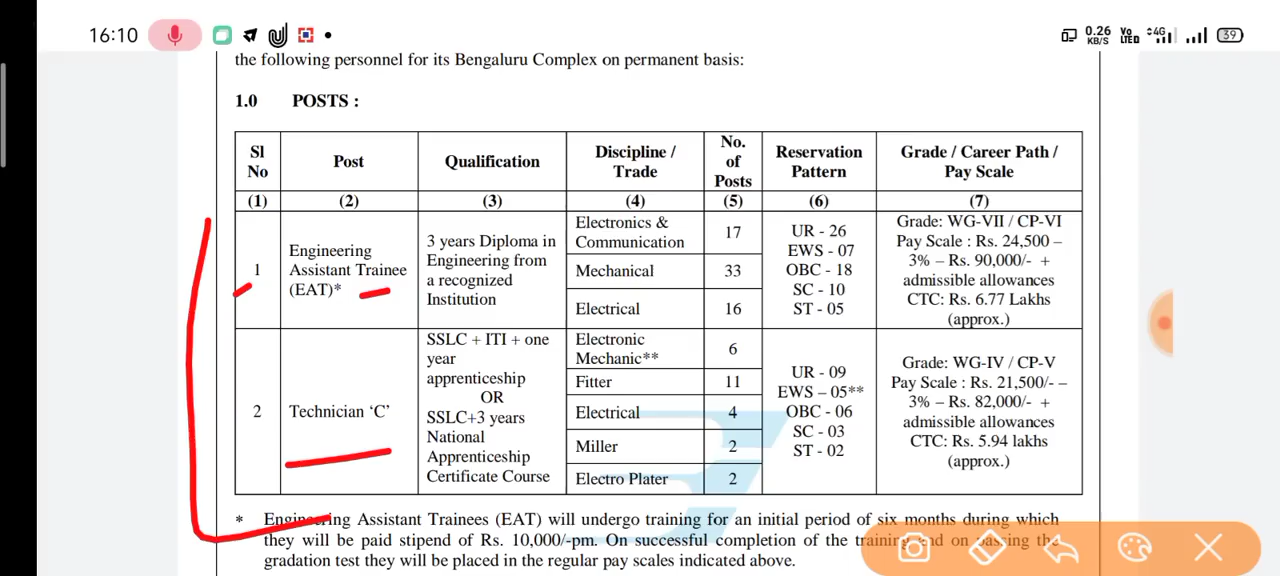 16:10
0.26 KB/S Vo LTE 4G 39
the following personnel for its Bengaluru Complex on permanent basis:
1.0 POSTS :
Sl No
Post
Qualification
Discipline / Trade
No. of Posts
Reservation Pattern
Grade / Career Path / Pay Scale
(1) (2) (3) (4) (5) (6) (7)
1
Engineering
Assistant Trainee
(EAT)*
3 years Diploma in
Engineering from
a recognized
Institution
Electronics &
Communication
17
Mechanical
33
Electrical
16
UR - 26
EWS - 07
OBC - 18
SC - 10
ST - 05
Grade: WG-VII / CP-VI
Pay Scale : Rs. 24,500 –
3% – Rs. 90,000/- +
admissible allowances
CTC: Rs. 6.77 Lakhs
(approx.)
2
Technician ‘C’
SSLC + ITI + one
year
apprenticeship
OR
SSLC+3 years
National
Apprenticeship
Certificate Course
Electronic
Mechanic**
6
Fitter
11
Electrical
4
Miller
2
Electro Plater
2
UR - 09
EWS – 05**
OBC - 06
SC - 03
ST - 02
Grade: WG-IV / CP-V
Pay Scale : Rs. 21,500/- –
3% – Rs. 82,000/- +
admissible allowances
CTC: Rs. 5.94 lakhs
(approx.)
* Engineering Assistant Trainees (EAT) will undergo training for an initial period of six months during which
they will be paid stipend of Rs. 10,000/-pm. On successful completion of the training and on passing the
gradation test they will be placed in the regular pay scales indicated above.